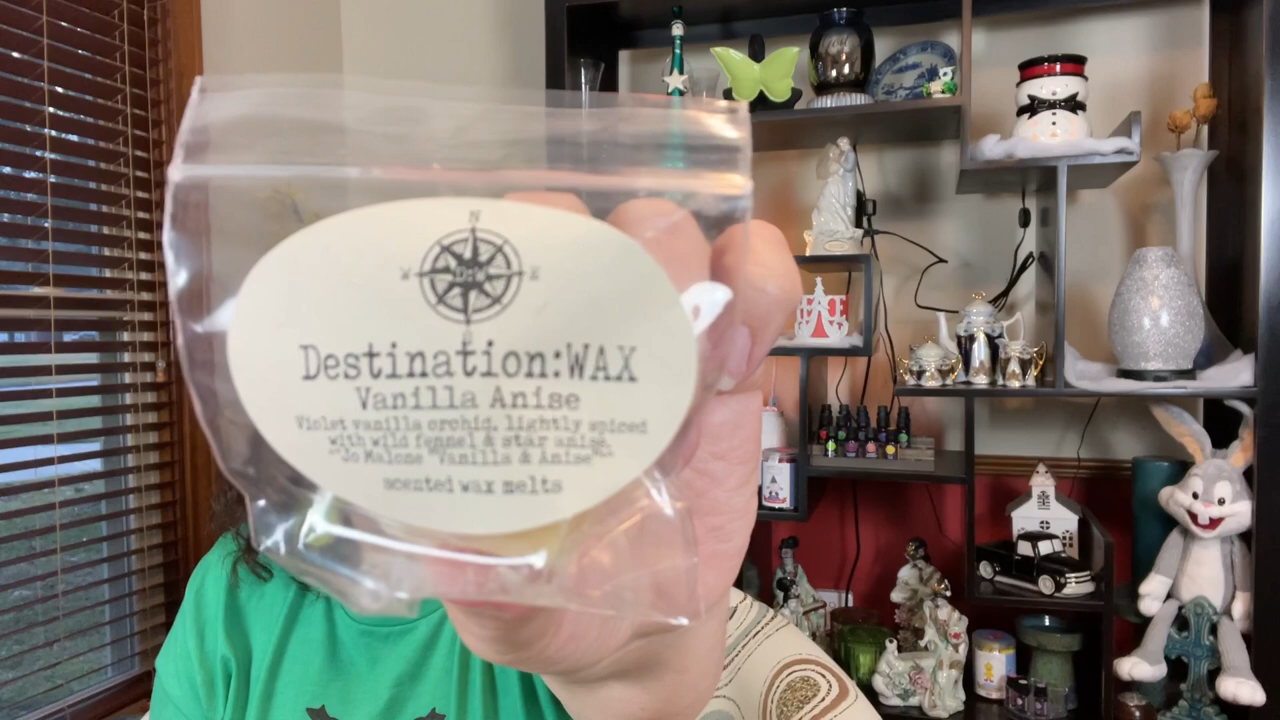 N
W E
D:W
Destination:WAX
Vanilla Anise
Violet vanilla orchid, lightly spiced
with wild fennel & star anise.
~"Jo Malone "Vanilla & Anise"~
scented wax melts